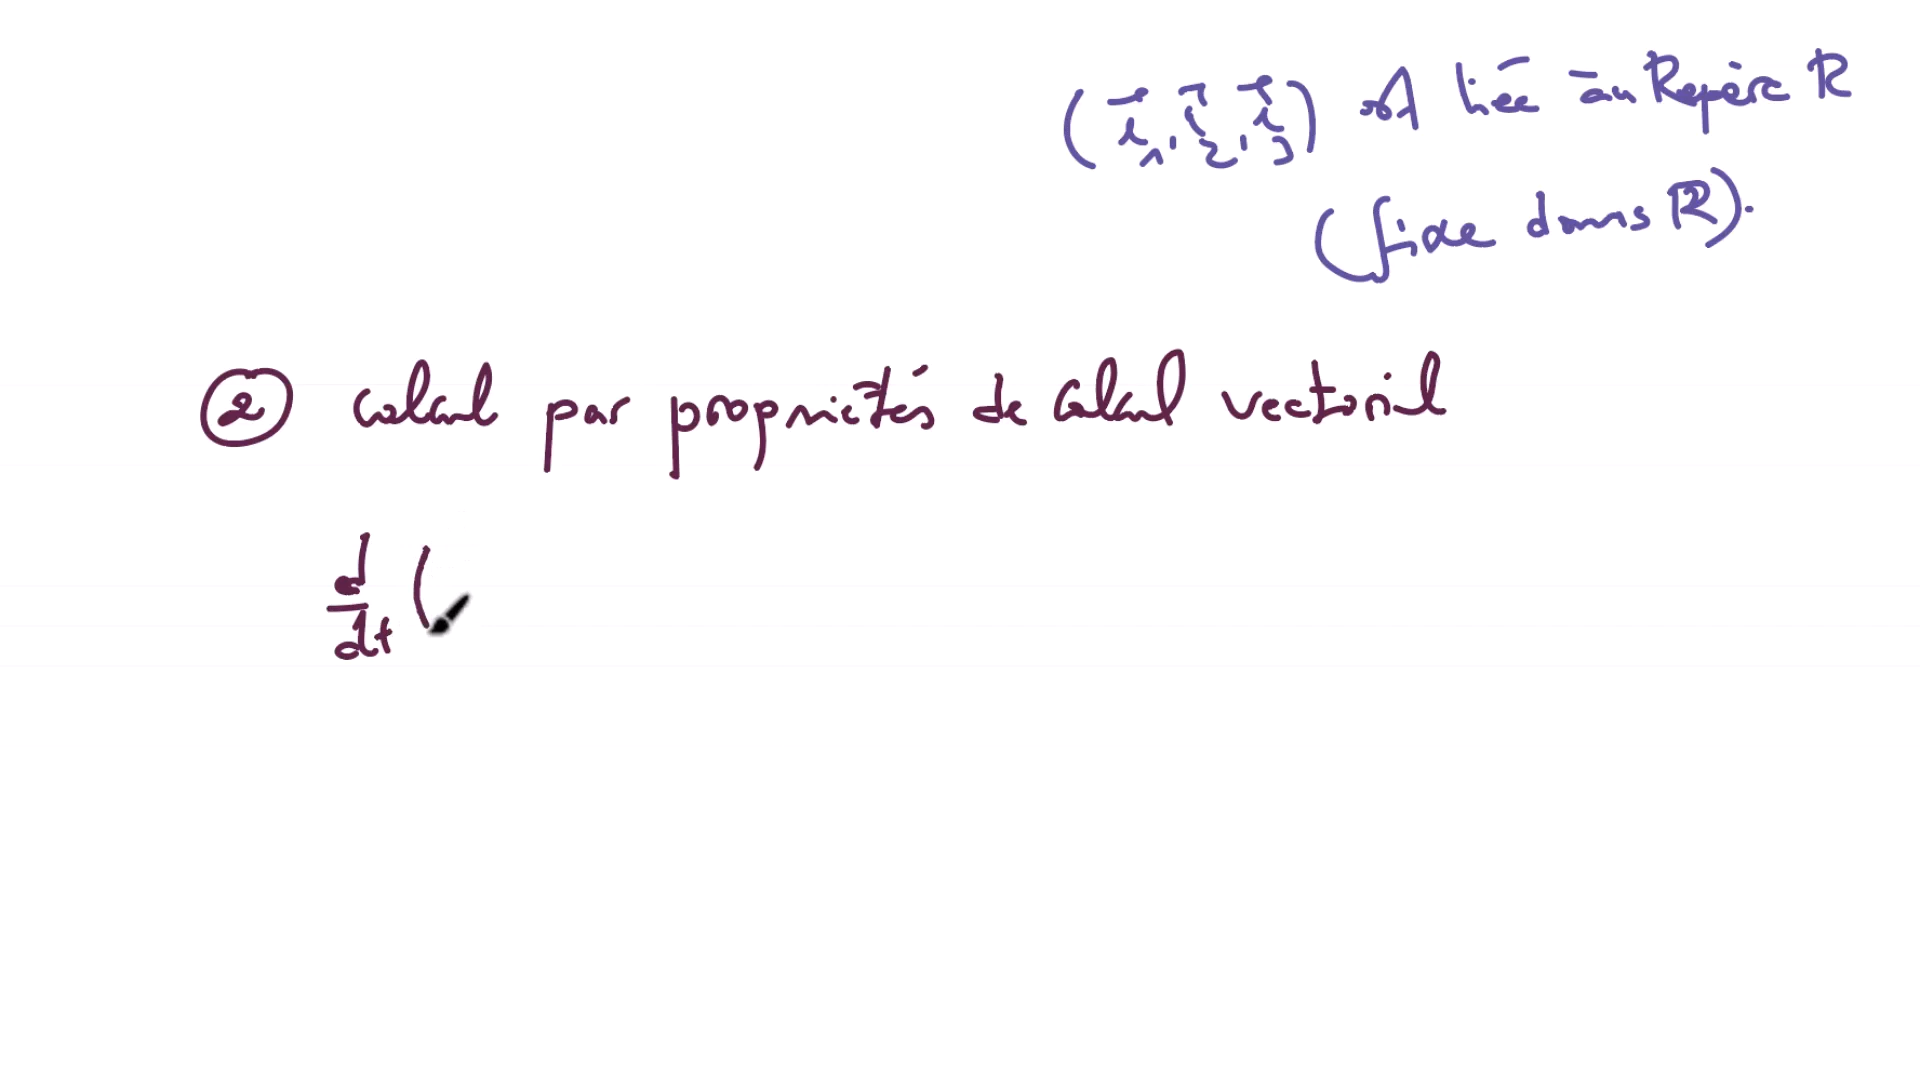 (i⃗₁, i⃗₂, i⃗₃) est liée au Repère R
(fixe dans R).
② calcul par propriétés de calcul vectoriel
d/dt (